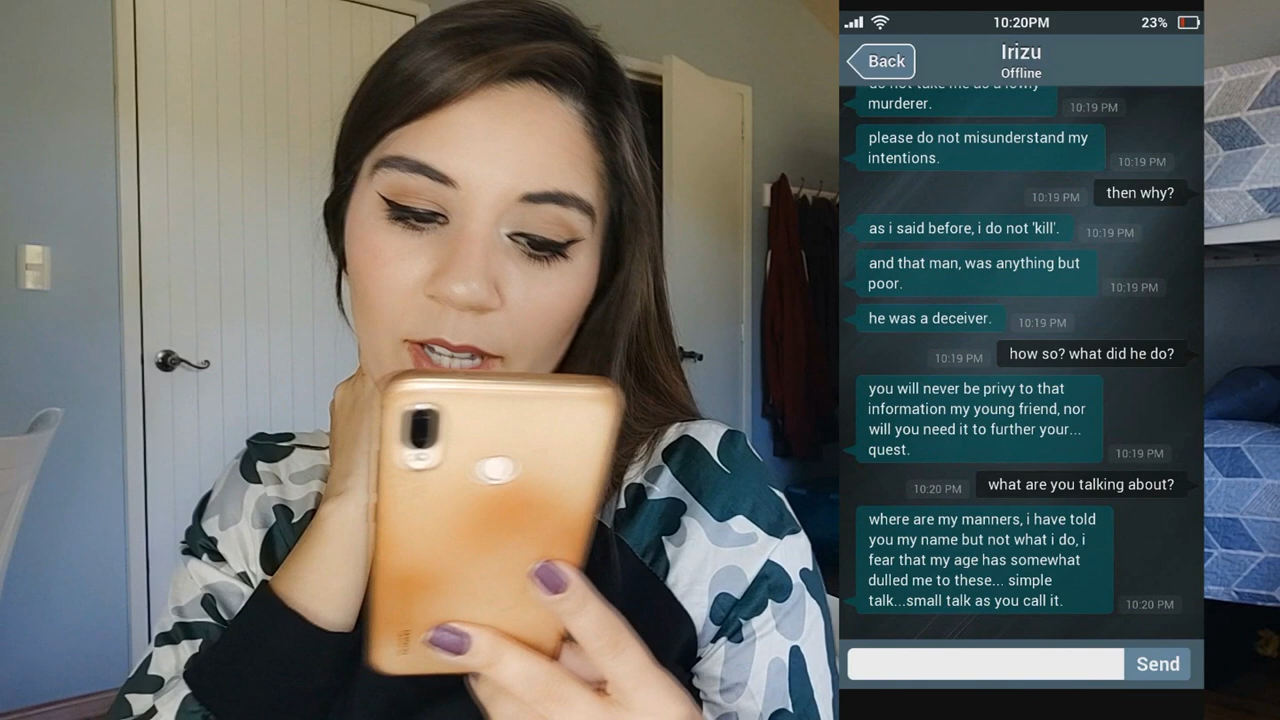 10:20PM
23%
Back
Irizu
Offline
do not take me as a lowly
murderer.
10:19 PM
please do not misunderstand my
intentions.
10:19 PM
10:19 PM
then why?
as i said before, i do not 'kill'.
10:19 PM
and that man, was anything but
poor.
10:19 PM
he was a deceiver.
10:19 PM
10:19 PM
how so? what did he do?
you will never be privy to that
information my young friend, nor
will you need it to further your...
quest.
10:19 PM
10:20 PM
what are you talking about?
where are my manners, i have told
you my name but not what i do, i
fear that my age has somewhat
dulled me to these... simple
talk...small talk as you call it.
10:20 PM
Send